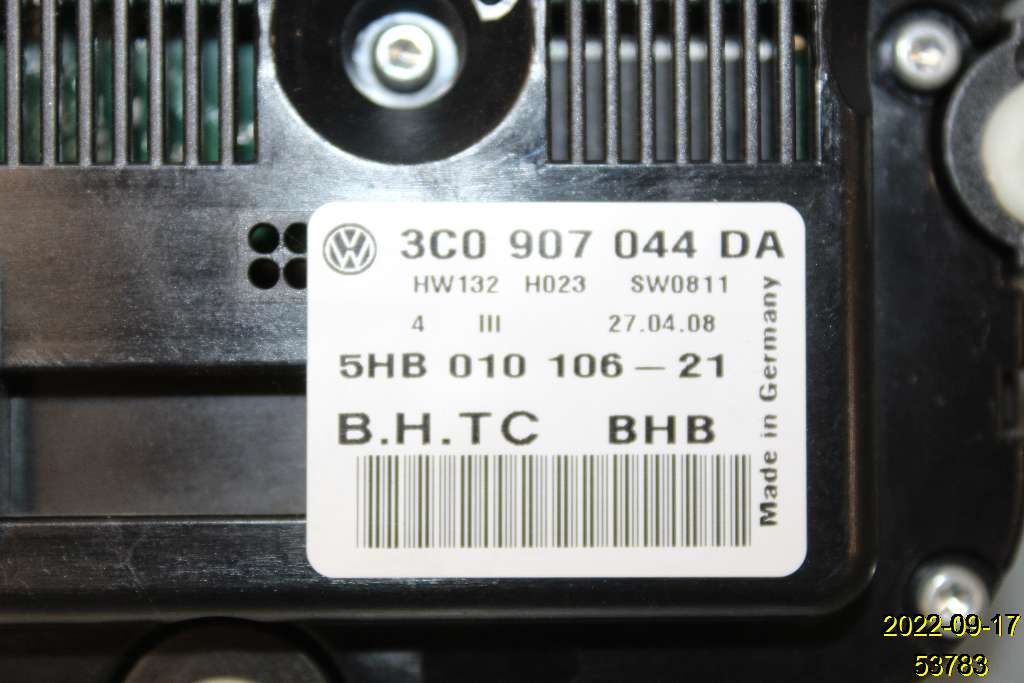 3C0 907 044 DA
HW132 H023 SW0811
4 III 27.04.08
5HB 010 106-21
B.H.TC BHB
Made in Germany
2022-09-17
53783